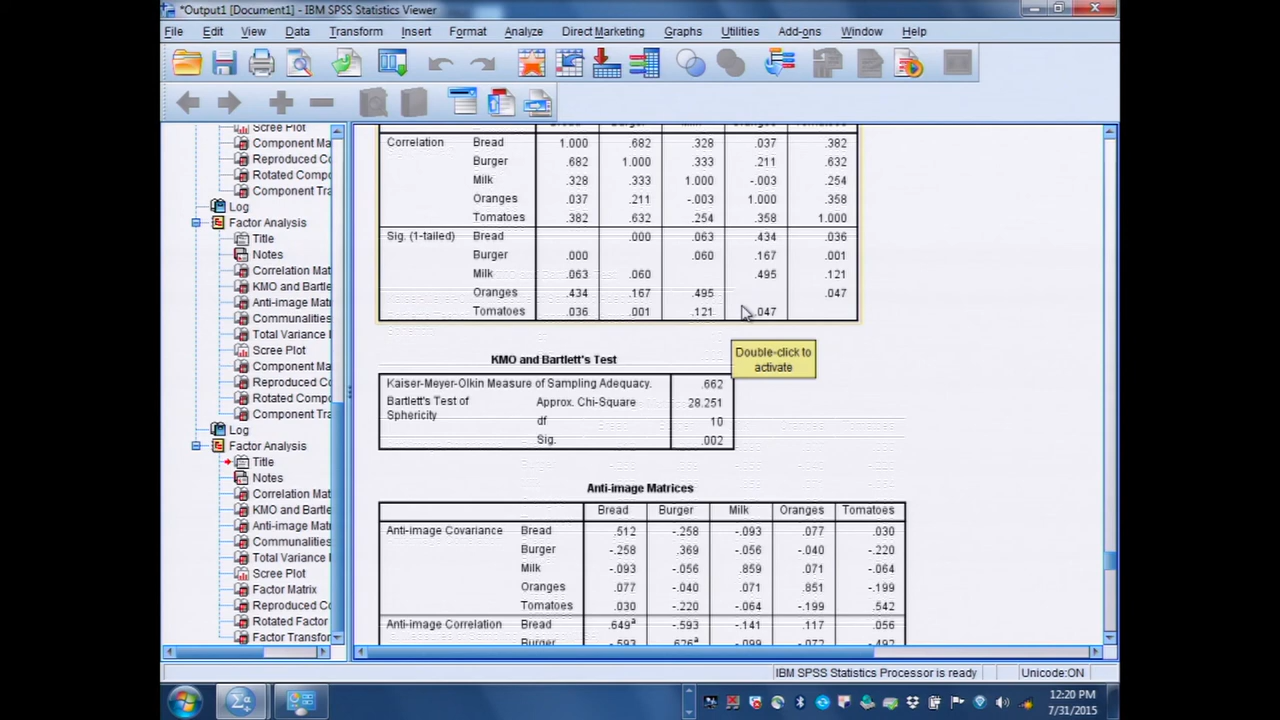 *Output1 [Document1] - IBM SPSS Statistics Viewer
File Edit View Data Transform Insert Format Analyze Direct Marketing Graphs Utilities Add-ons Window Help
Scree Plot
Component Ma
Reproduced Co
Rotated Compo
Component Tra
Log
Factor Analysis
Title
Notes
Correlation Mat
KMO and Bartle
Anti-image Matr
Communalities
Total Variance E
Scree Plot
Component Ma
Reproduced Co
Rotated Compo
Component Tra
Log
Factor Analysis
Title
Notes
Correlation Mat
KMO and Bartle
Anti-image Matr
Communalities
Total Variance E
Scree Plot
Factor Matrix
Reproduced Co
Rotated Factor
Factor Transfor
Correlation Bread 1.000 .682 .328 .037 .382
Burger .682 1.000 .333 .211 .632
Milk .328 .333 1.000 -.003 .254
Oranges .037 .211 -.003 1.000 .358
Tomatoes .382 .632 .254 .358 1.000
Sig. (1-tailed) Bread .000 .063 .434 .036
Burger .000 .060 .167 .001
Milk .063 .060 .495 .121
Oranges .434 .167 .495 .047
Tomatoes .036 .001 .121 .047
Double-click to
activate
KMO and Bartlett's Test
Kaiser-Meyer-Olkin Measure of Sampling Adequacy. .662
Bartlett's Test of Approx. Chi-Square 28.251
Sphericity
df 10
Sig. .002
Anti-image Matrices
Bread Burger Milk Oranges Tomatoes
Anti-image Covariance Bread .512 -.258 -.093 .077 .030
Burger -.258 .369 -.056 -.040 -.220
Milk -.093 -.056 .859 .071 -.064
Oranges .077 -.040 .071 .851 -.199
Tomatoes .030 -.220 -.064 -.199 .542
Anti-image Correlation Bread .649ª -.593 -.141 .117 .056
Burger -.593 .626ª -.099 -.072 -.492
IBM SPSS Statistics Processor is ready Unicode:ON
12:20 PM
7/31/2015